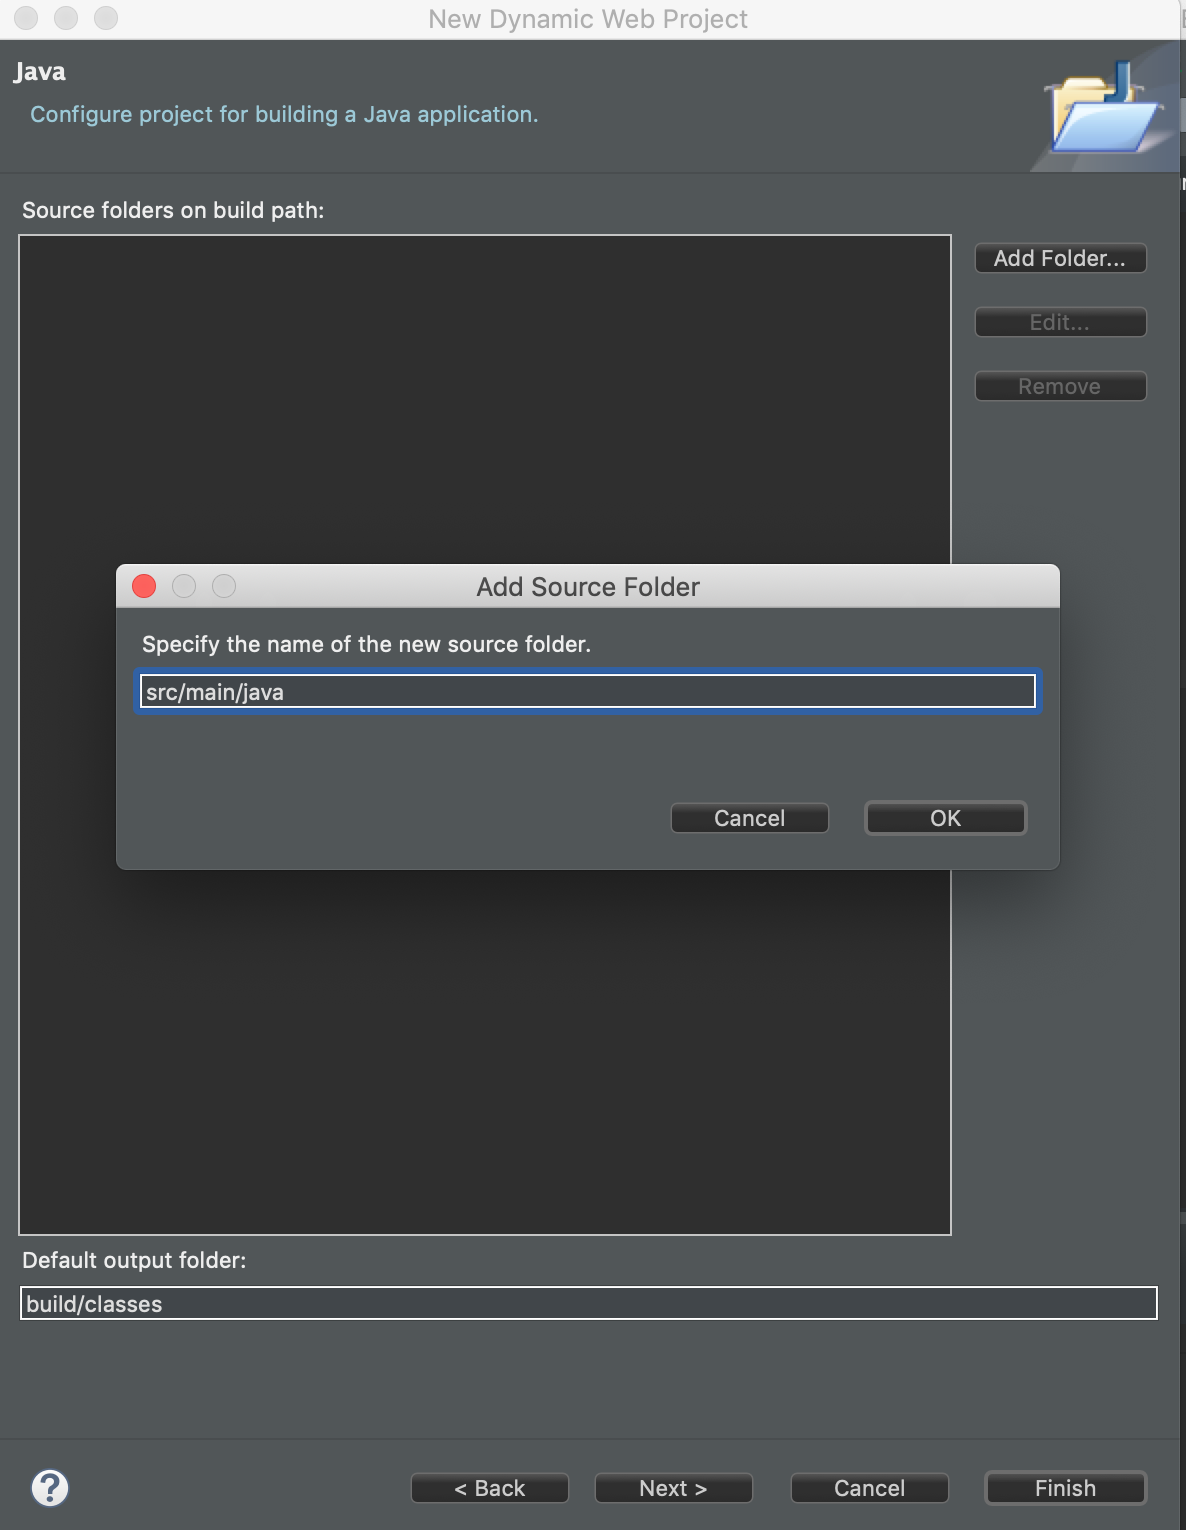 New Dynamic Web Project
Java
Configure project for building a Java application.
Source folders on build path:
Add Folder...
Edit...
Remove
Add Source Folder
Specify the name of the new source folder.
src/main/java
Cancel
OK
Default output folder:
build/classes
?
< Back
Next >
Cancel
Finish